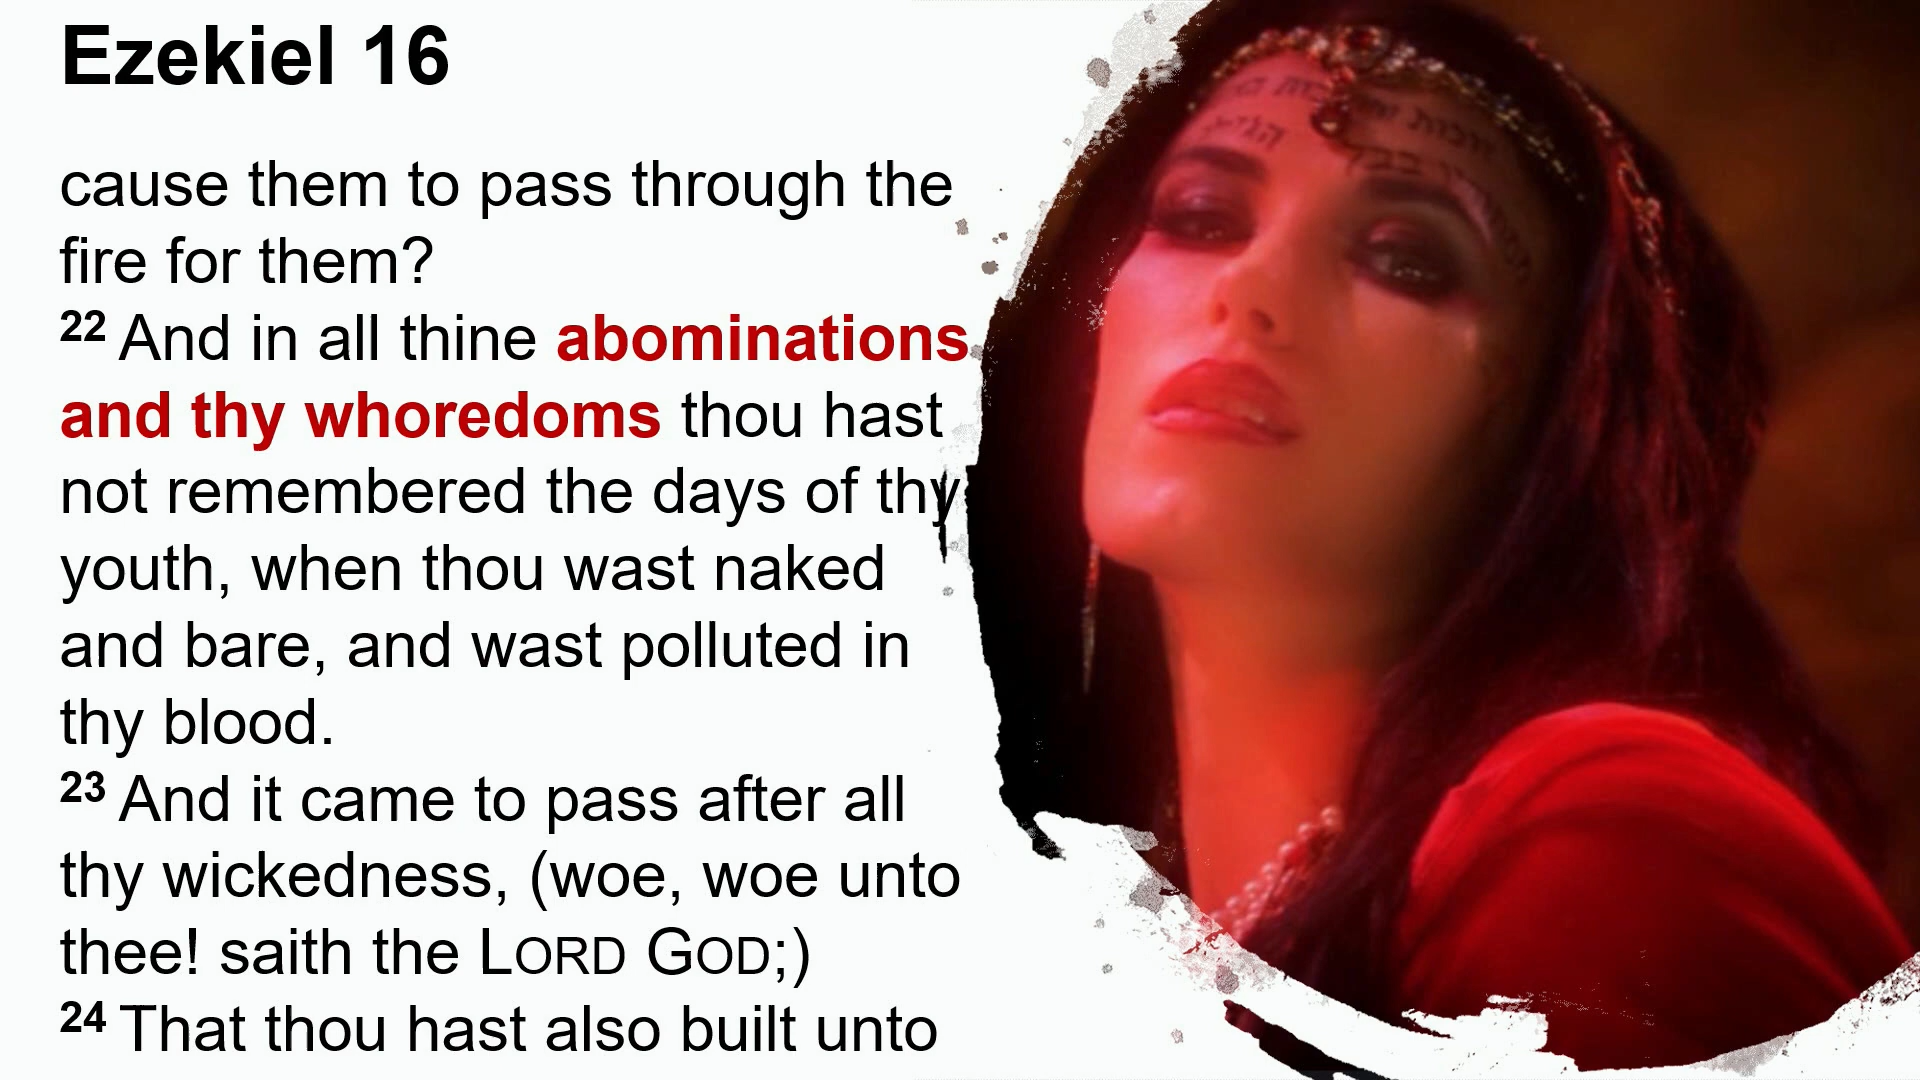 Ezekiel 16
cause them to pass through the
fire for them?
22 And in all thine abominations
and thy whoredoms thou hast
not remembered the days of thy
youth, when thou wast naked
and bare, and wast polluted in
thy blood.
23 And it came to pass after all
thy wickedness, (woe, woe unto
thee! saith the LORD GOD;)
24 That thou hast also built unto